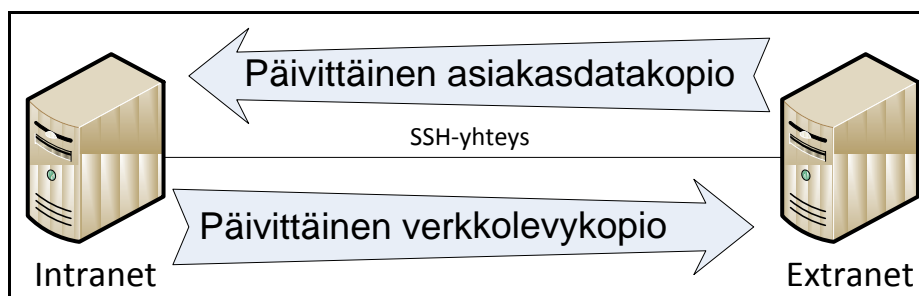 Päivittäinen asiakasdatakopio
SSH-yhteys
Päivittäinen verkkolevykopio
Intranet
Extranet